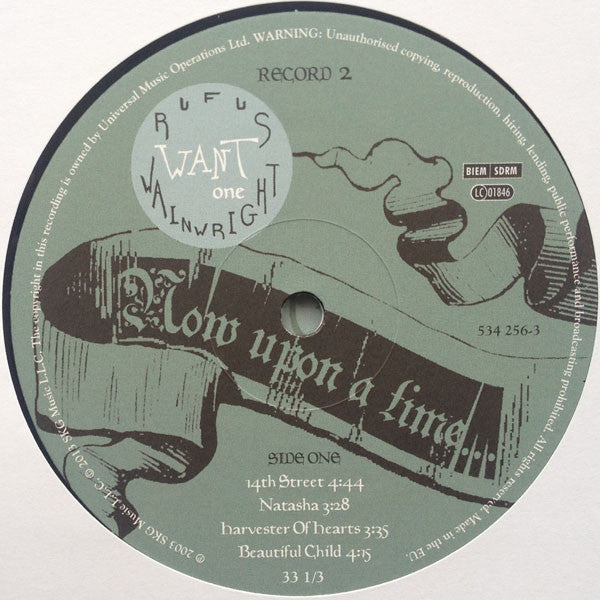 RECORD 2
RUFUS
WANT
one
WAINWRIGHT
BIEM SDRM
LC 01846
534 256-3
Now upon a time...
SIDE ONE
14th Street 4:44
Natasha 3:28
Harvester Of Hearts 3:35
Beautiful Child 4:15
33 1/3
℗ 2003 SKG Music L.L.C. © 2013 SKG Music L.L.C. The copyright in this recording is owned by Universal Music Operations Ltd. WARNING: Unauthorised copying, reproduction, hiring, lending, public performance and broadcasting prohibited. All rights reserved. Made in the EU.